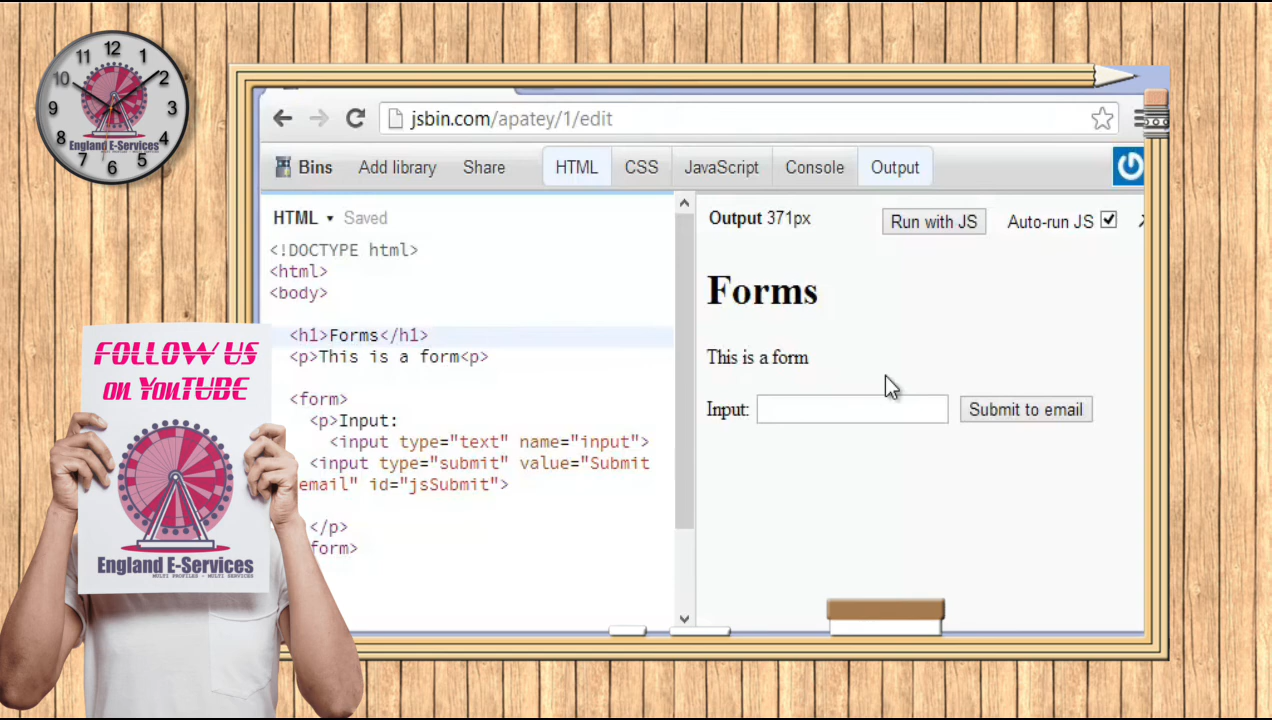 12
11
1
10
2
9
3
8
4
7
5
6
England E-Services
jsbin.com/apatey/1/edit
Bins Add library Share HTML CSS JavaScript Console Output
HTML Saved
<!DOCTYPE html>
<html>
<body>
<h1>Forms</h1>
<p>This is a form<p>
<form>
<p>Input:
<input type="text" name="input">
<input type="submit" value="Submit
email" id="jsSubmit">
</p>
form>
Output 371px Run with JS Auto-run JS
Forms
This is a form
Input: Submit to email
FOLLOW US
on YouTUBE
England E-Services
MULTI PROFILES - MULTI SERVICES